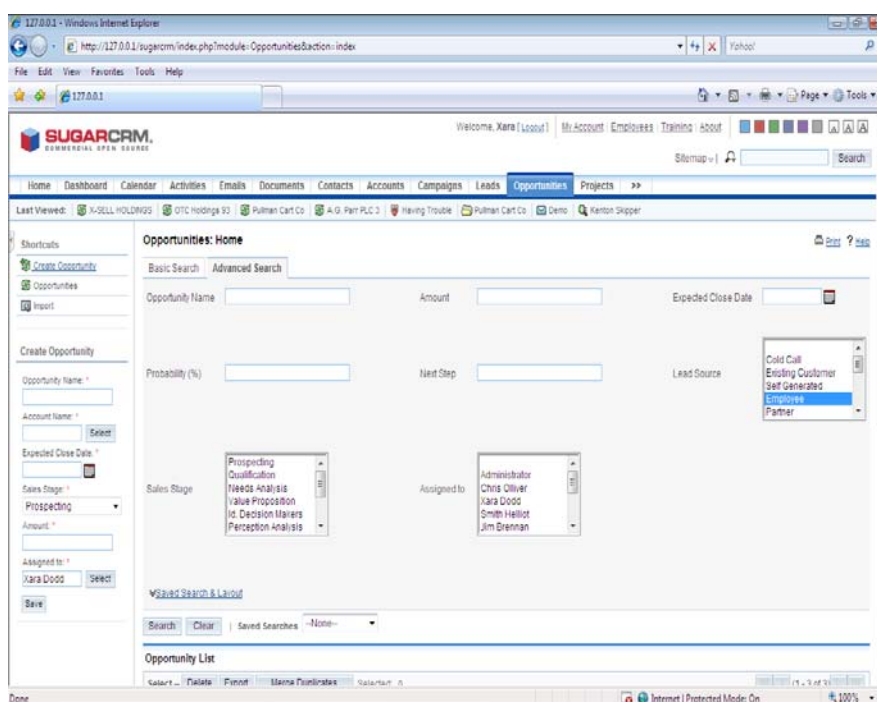 127.0.0.1 - Windows Internet Explorer
http://127.0.0.1/sugarcrm/index.php?module=Opportunities&action=index
Yahoo!
File Edit View Favorites Tools Help
127.0.0.1
Page Tools
Welcome, Xara [Logout] My Account Employees Training About
A A A
SUGARCRM.
COMMERCIAL OPEN SOURCE
Sitemap Search
Home Dashboard Calendar Activities Emails Documents Contacts Accounts Campaigns Leads Opportunities Projects >>
Last Viewed: X-SELL HOLDINGS OTC Holdings 93 Pullman Cart Co A.G. Parr PLC 3 Having Trouble Pullman Cart Co Demo Kenton Skipper
Shortcuts
Create Opportunity
Opportunities
Import
Create Opportunity
Opportunity Name: *
Account Name: *
Select
Expected Close Date: *
Sales Stage: *
Prospecting
Amount: *
Assigned to: *
Xara Dodd Select
Save
Opportunities: Home
Print ? Help
Basic Search Advanced Search
Opportunity Name Amount Expected Close Date
Probability (%) Next Step Lead Source
Cold Call
Existing Customer
Self Generated
Employee
Partner
Sales Stage
Prospecting
Qualification
Needs Analysis
Value Proposition
Id. Decision Makers
Perception Analysis
Assigned to
Administrator
Chris Olliver
Xara Dodd
Smith Helliot
Jim Brennan
Saved Search & Layout
Search Clear | Saved Searches --None--
Opportunity List
Select Delete Export Merge Duplicates Selected: 0 (1 - 3 of 3)
Done Internet | Protected Mode: On 100%